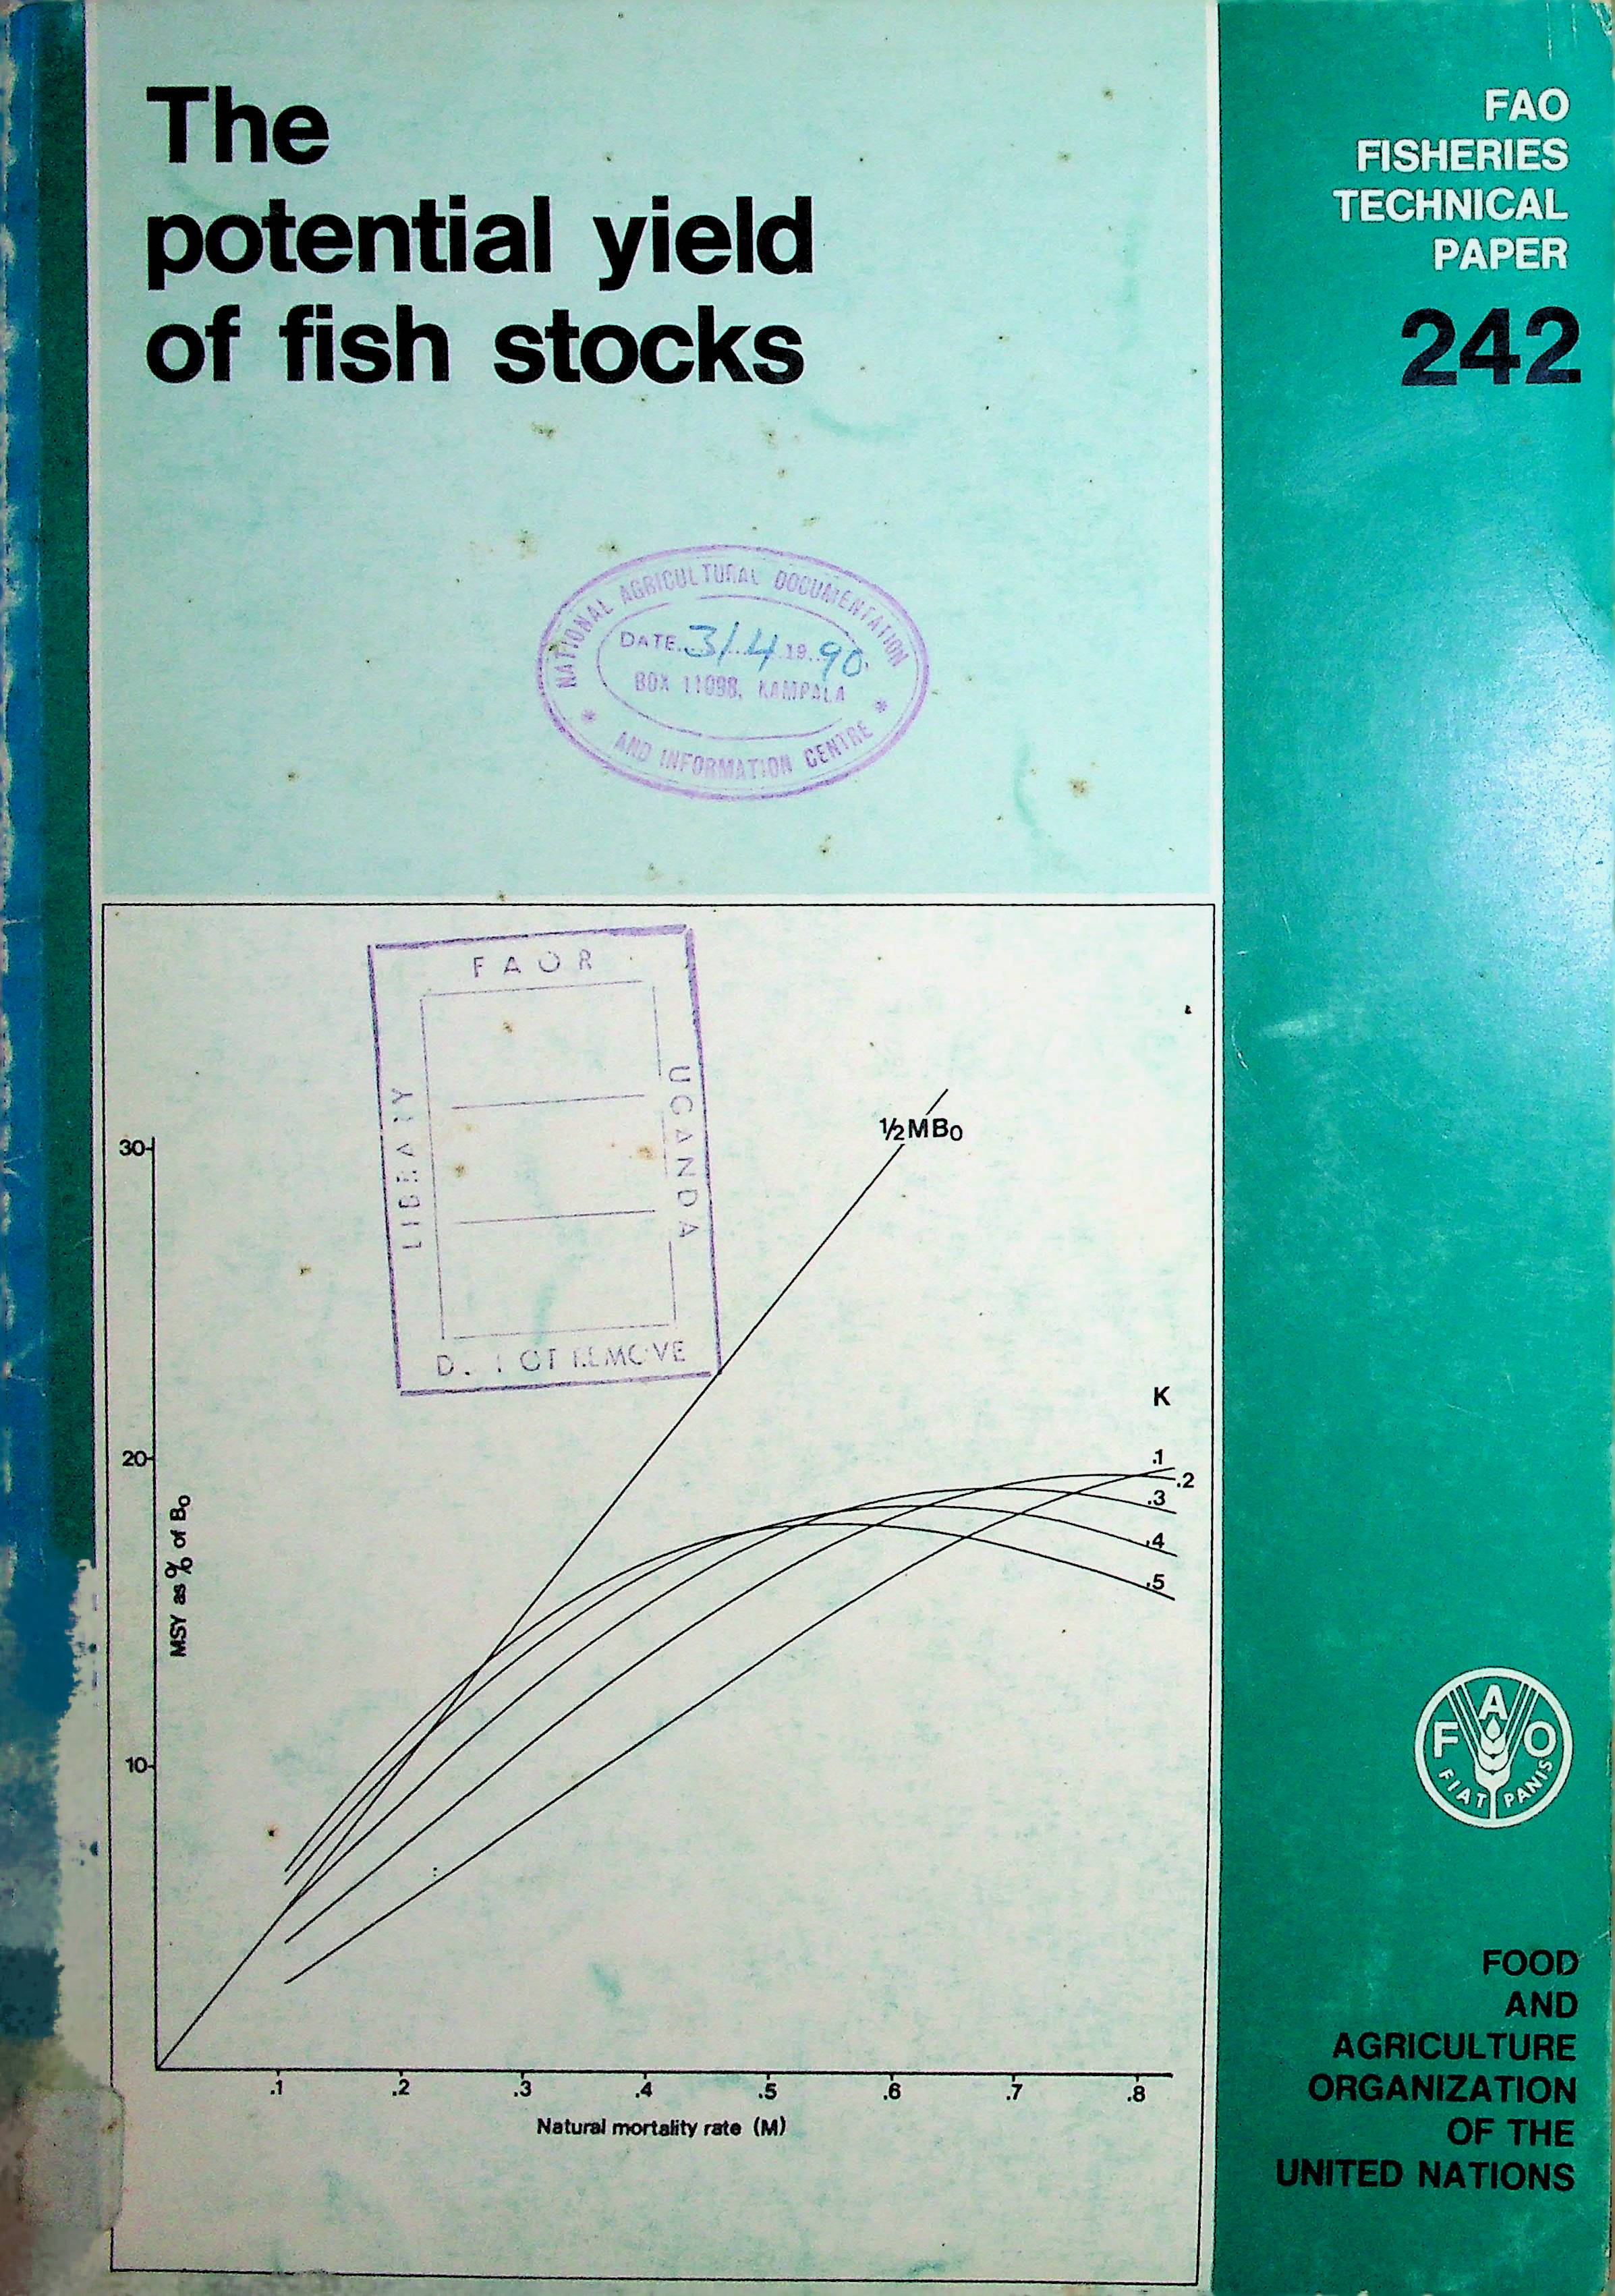 The
potential yield
of fish stocks
FAO
FISHERIES
TECHNICAL
PAPER
242
NATIONAL AGRICULTURAL DOCUMENTATION
DATE 3/4 1990
BOX 11098, KAMPALA
* AND INFORMATION CENTRE *
FAOR
LIBRARY
UGANDA
½MB₀
30
20
10
MSY as % of B₀
K
.1
.2
.3
.4
.5
.1 .2 .3 .4 .5 .6 .7 .8
Natural mortality rate (M)
FAO
FIAT PANIS
FOOD
AND
AGRICULTURE
ORGANIZATION
OF THE
UNITED NATIONS